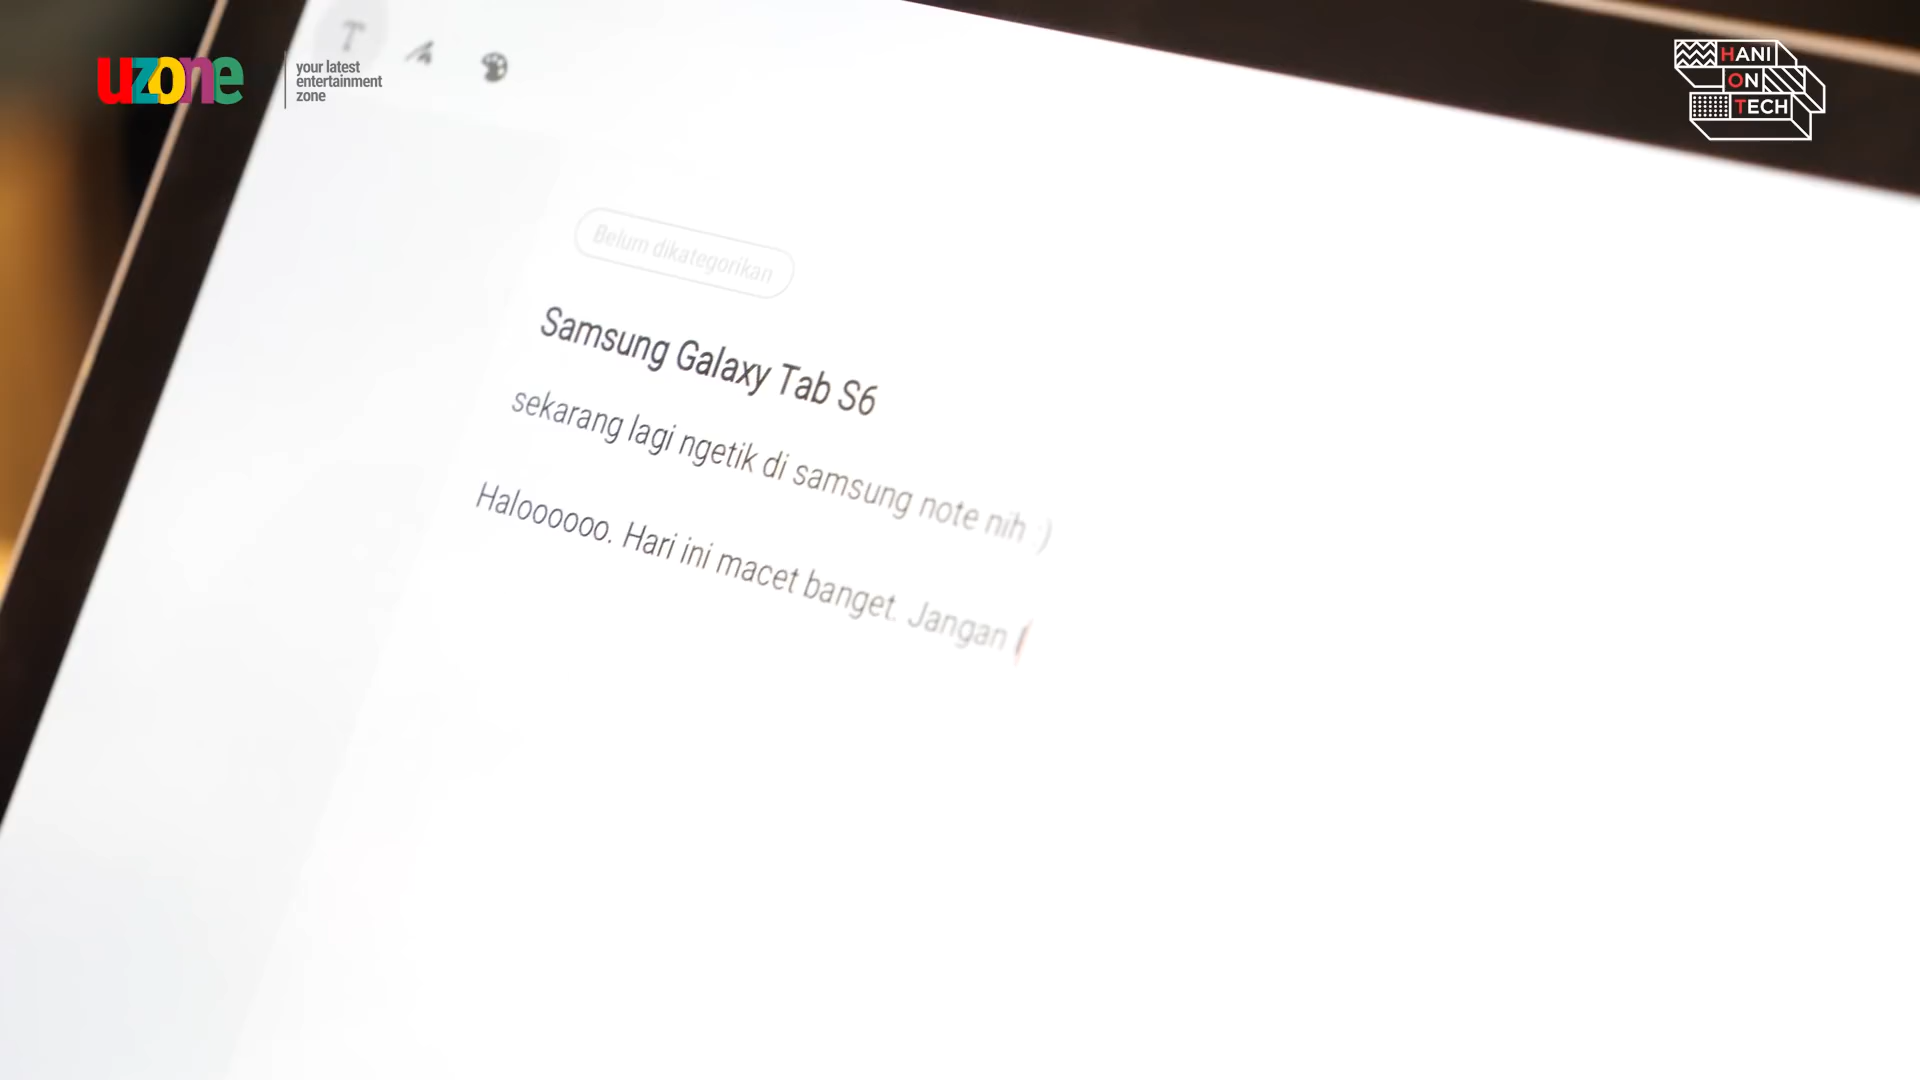 uzone
your latest
entertainment
zone
HANI
ON
TECH
T
Belum dikategorikan
Samsung Galaxy Tab S6
sekarang lagi ngetik di samsung note nih :)
Haloooooo. Hari ini macet banget. Jangan